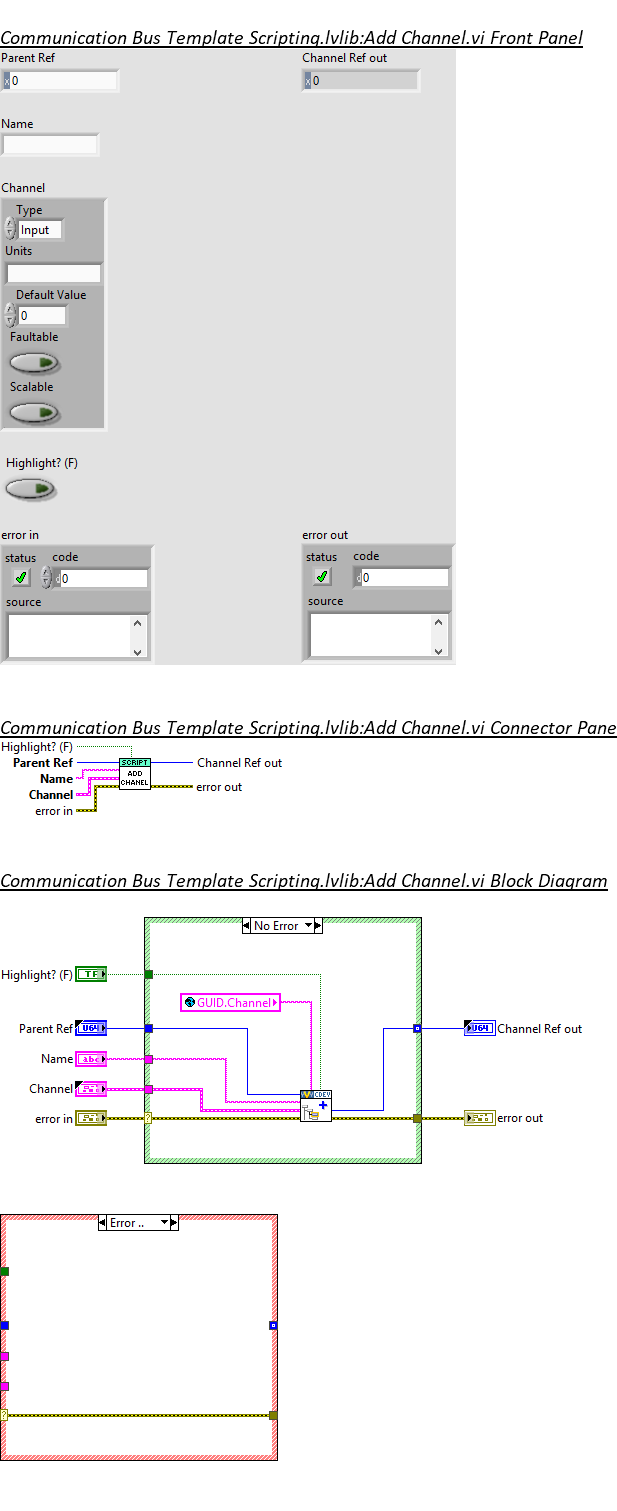 Communication Bus Template Scripting.lvlib:Add Channel.vi Front Panel
Parent Ref
Channel Ref out
x 0
x 0
Name
Channel
Type
Input
Units
Default Value
0
Faultable
Scalable
Highlight? (F)
error in
error out
status code
status code
d 0
d 0
source
source
Communication Bus Template Scripting.lvlib:Add Channel.vi Connector Pane
Highlight? (F)
Parent Ref
SCRIPT
Channel Ref out
Name
ADD
CHANEL
error out
Channel
error in
Communication Bus Template Scripting.lvlib:Add Channel.vi Block Diagram
No Error
Highlight? (F)
TF
GUID.Channel
Parent Ref
U64
U64
Channel Ref out
Name
abc
Channel
CDEV
error in
?
error out
Error ..
?